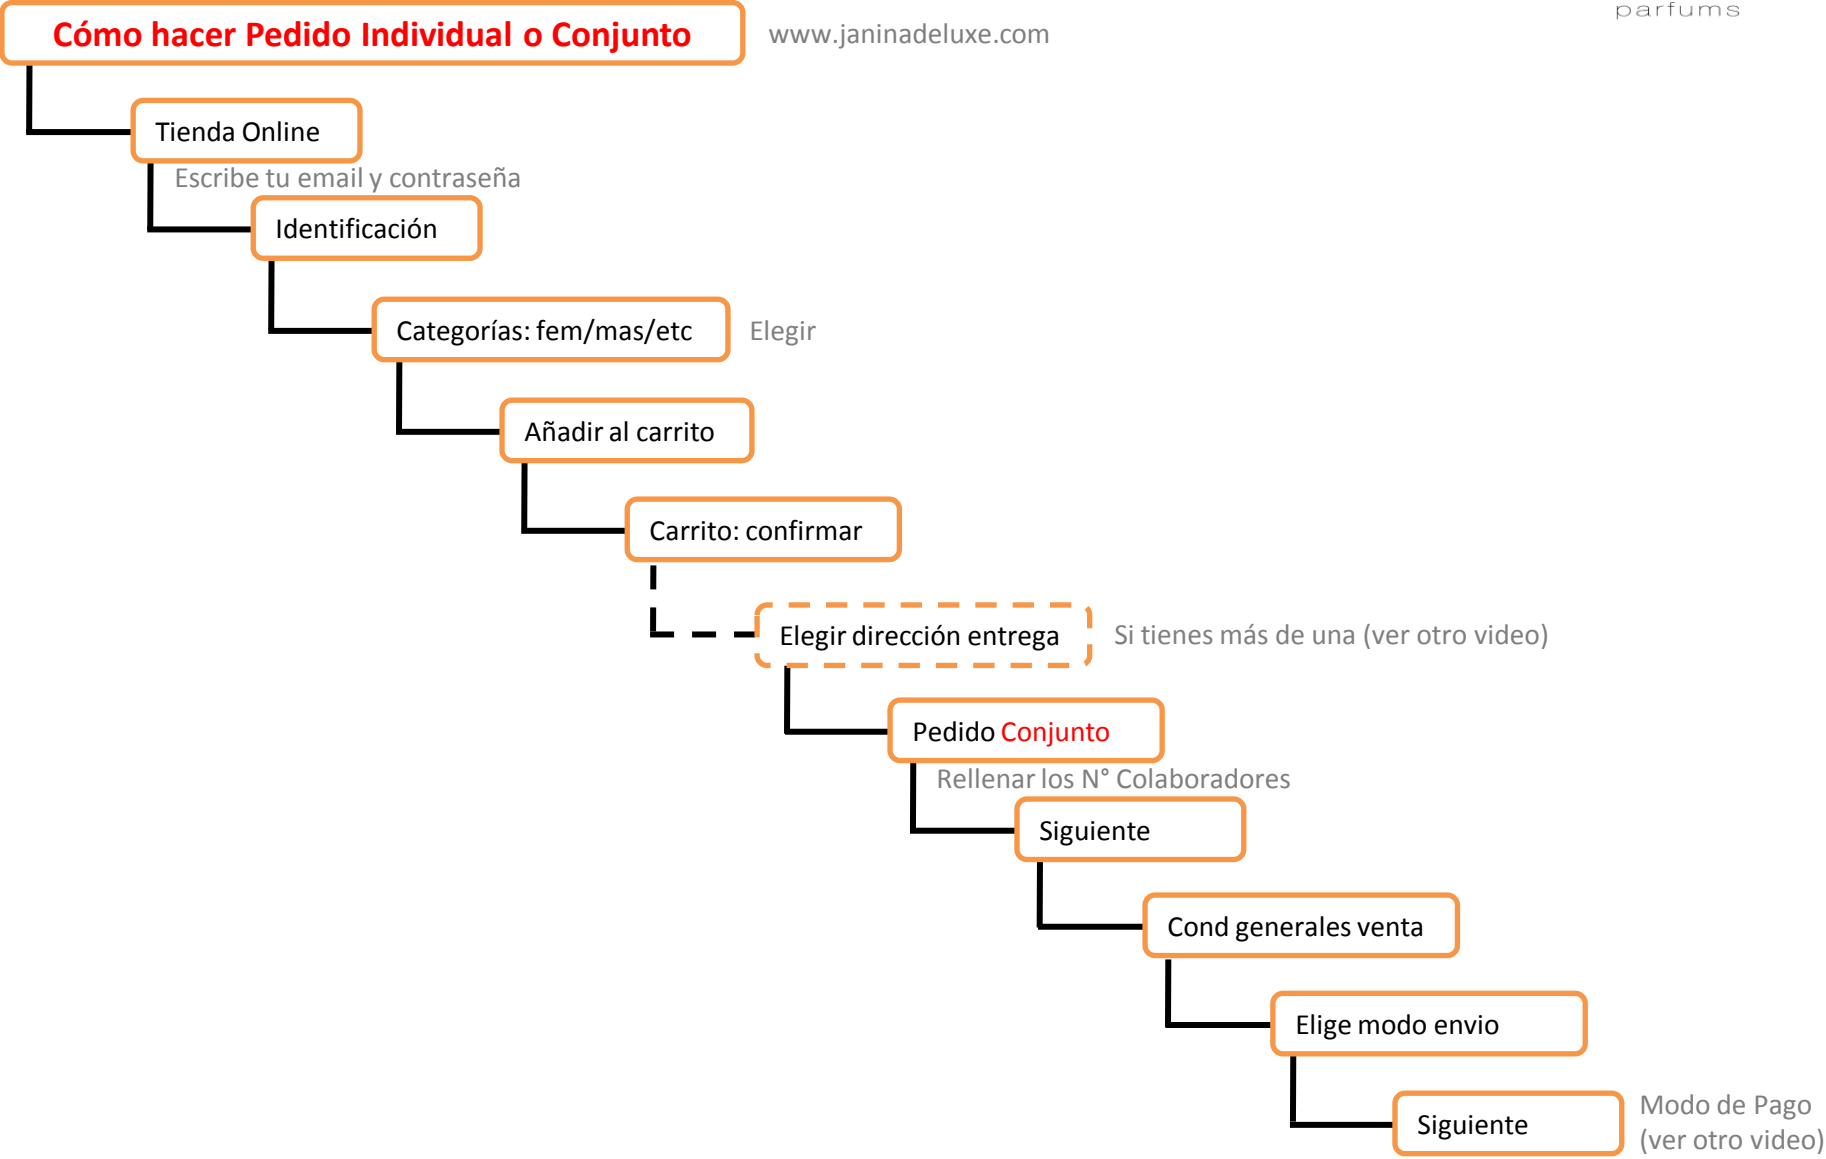 parfums
Cómo hacer Pedido Individual o Conjunto
www.janinadeluxe.com
Tienda Online
Escribe tu email y contraseña
Identificación
Categorías: fem/mas/etc
Elegir
Añadir al carrito
Carrito: confirmar
Elegir dirección entrega
Si tienes más de una (ver otro video)
Pedido Conjunto
Rellenar los N° Colaboradores
Siguiente
Cond generales venta
Elige modo envio
Siguiente
Modo de Pago
(ver otro video)